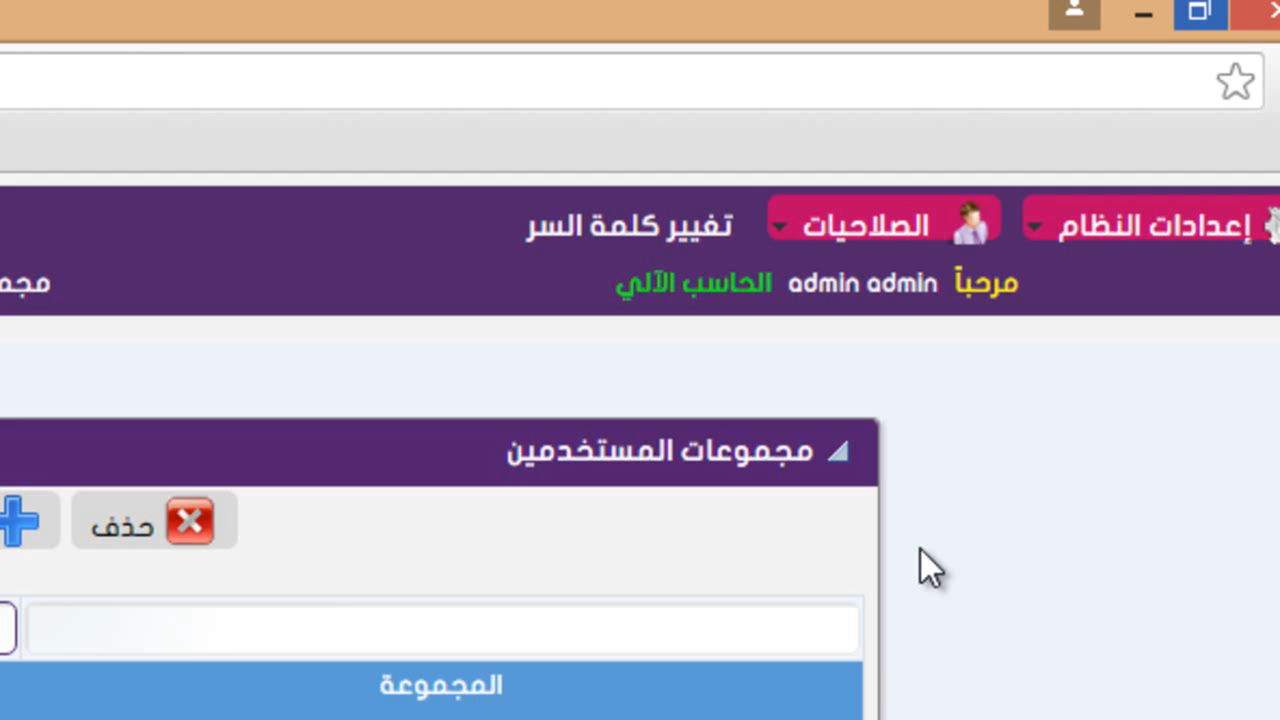 إعدادات النظام الصلاحيات تغيير كلمة السر
مرحباً admin admin الحاسب الآلي
مجموعات المستخدمين
حذف
المجموعة